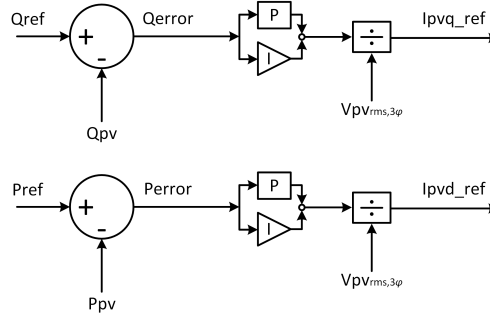 Qref
Qerror
P
Ipvq_ref
+
-
I
÷
Qpv
Vpvrms,3φ
Pref
Perror
P
Ipvd_ref
+
-
I
÷
Ppv
Vpvrms,3φ